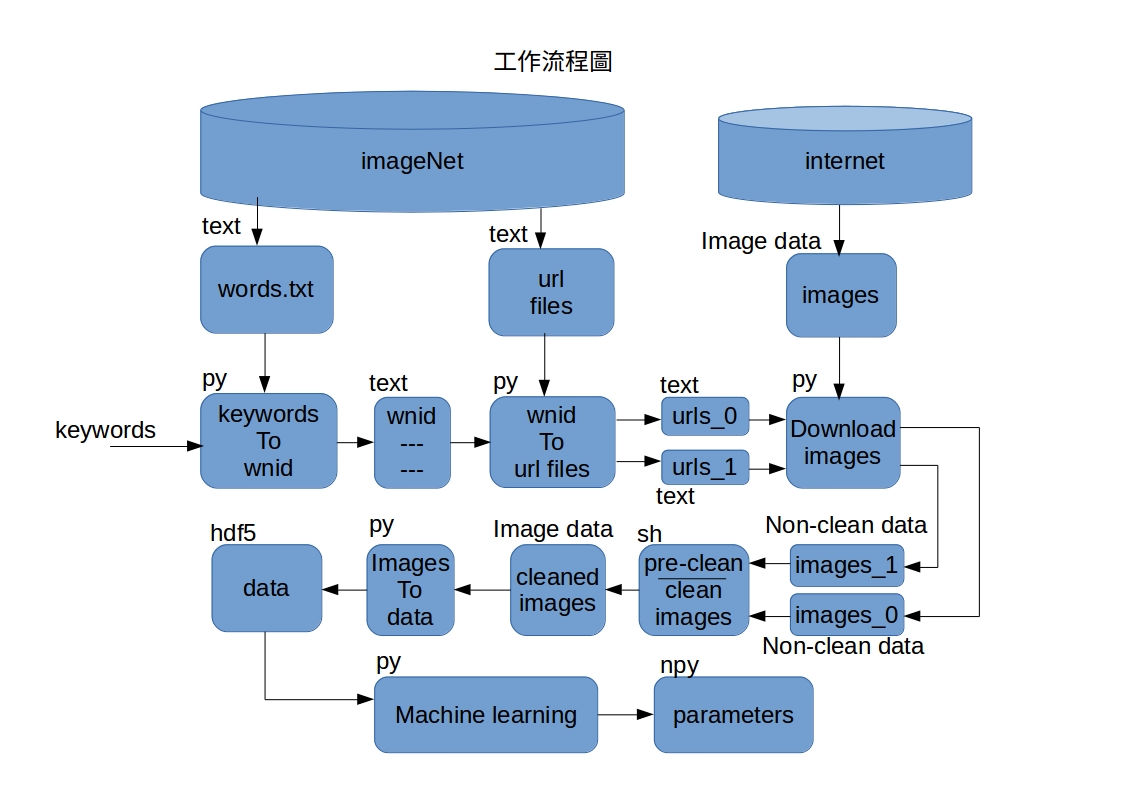 工作流程圖
imageNet
internet
text
text
Image data
words.txt
url
files
images
py
text
py
text
py
keywords
keywords
To
wnid
wnid
---
---
wnid
To
url files
urls_0
urls_1
text
Download
images
hdf5
py
Image data
sh
Non-clean data
data
Images
To
data
cleaned
images
pre-clean
clean
images
images_1
images_0
Non-clean data
py
npy
Machine learning
parameters